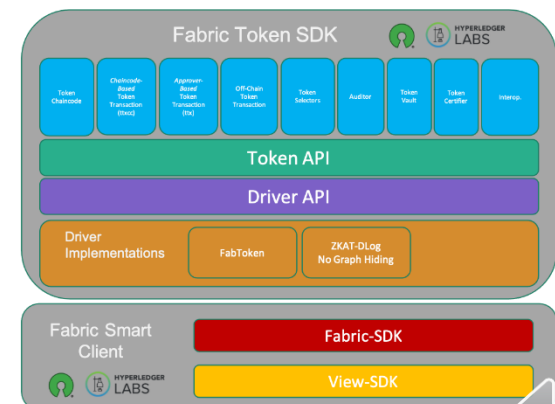 Fabric Token SDK
HYPERLEDGER
LABS
Token
Chaincode
Chaincode-
Based
Token
Transaction
(ttxcc)
Approver-
Based
Token
Transaction
(ttx)
Off-Chain
Token
Transaction
Token
Selectors
Auditor
Token
Vault
Token
Certifier
Interop.
Token API
Driver API
Driver
Implementations
FabToken
ZKAT-DLog
No Graph Hiding
Fabric Smart
Client
HYPERLEDGER
LABS
Fabric-SDK
View-SDK